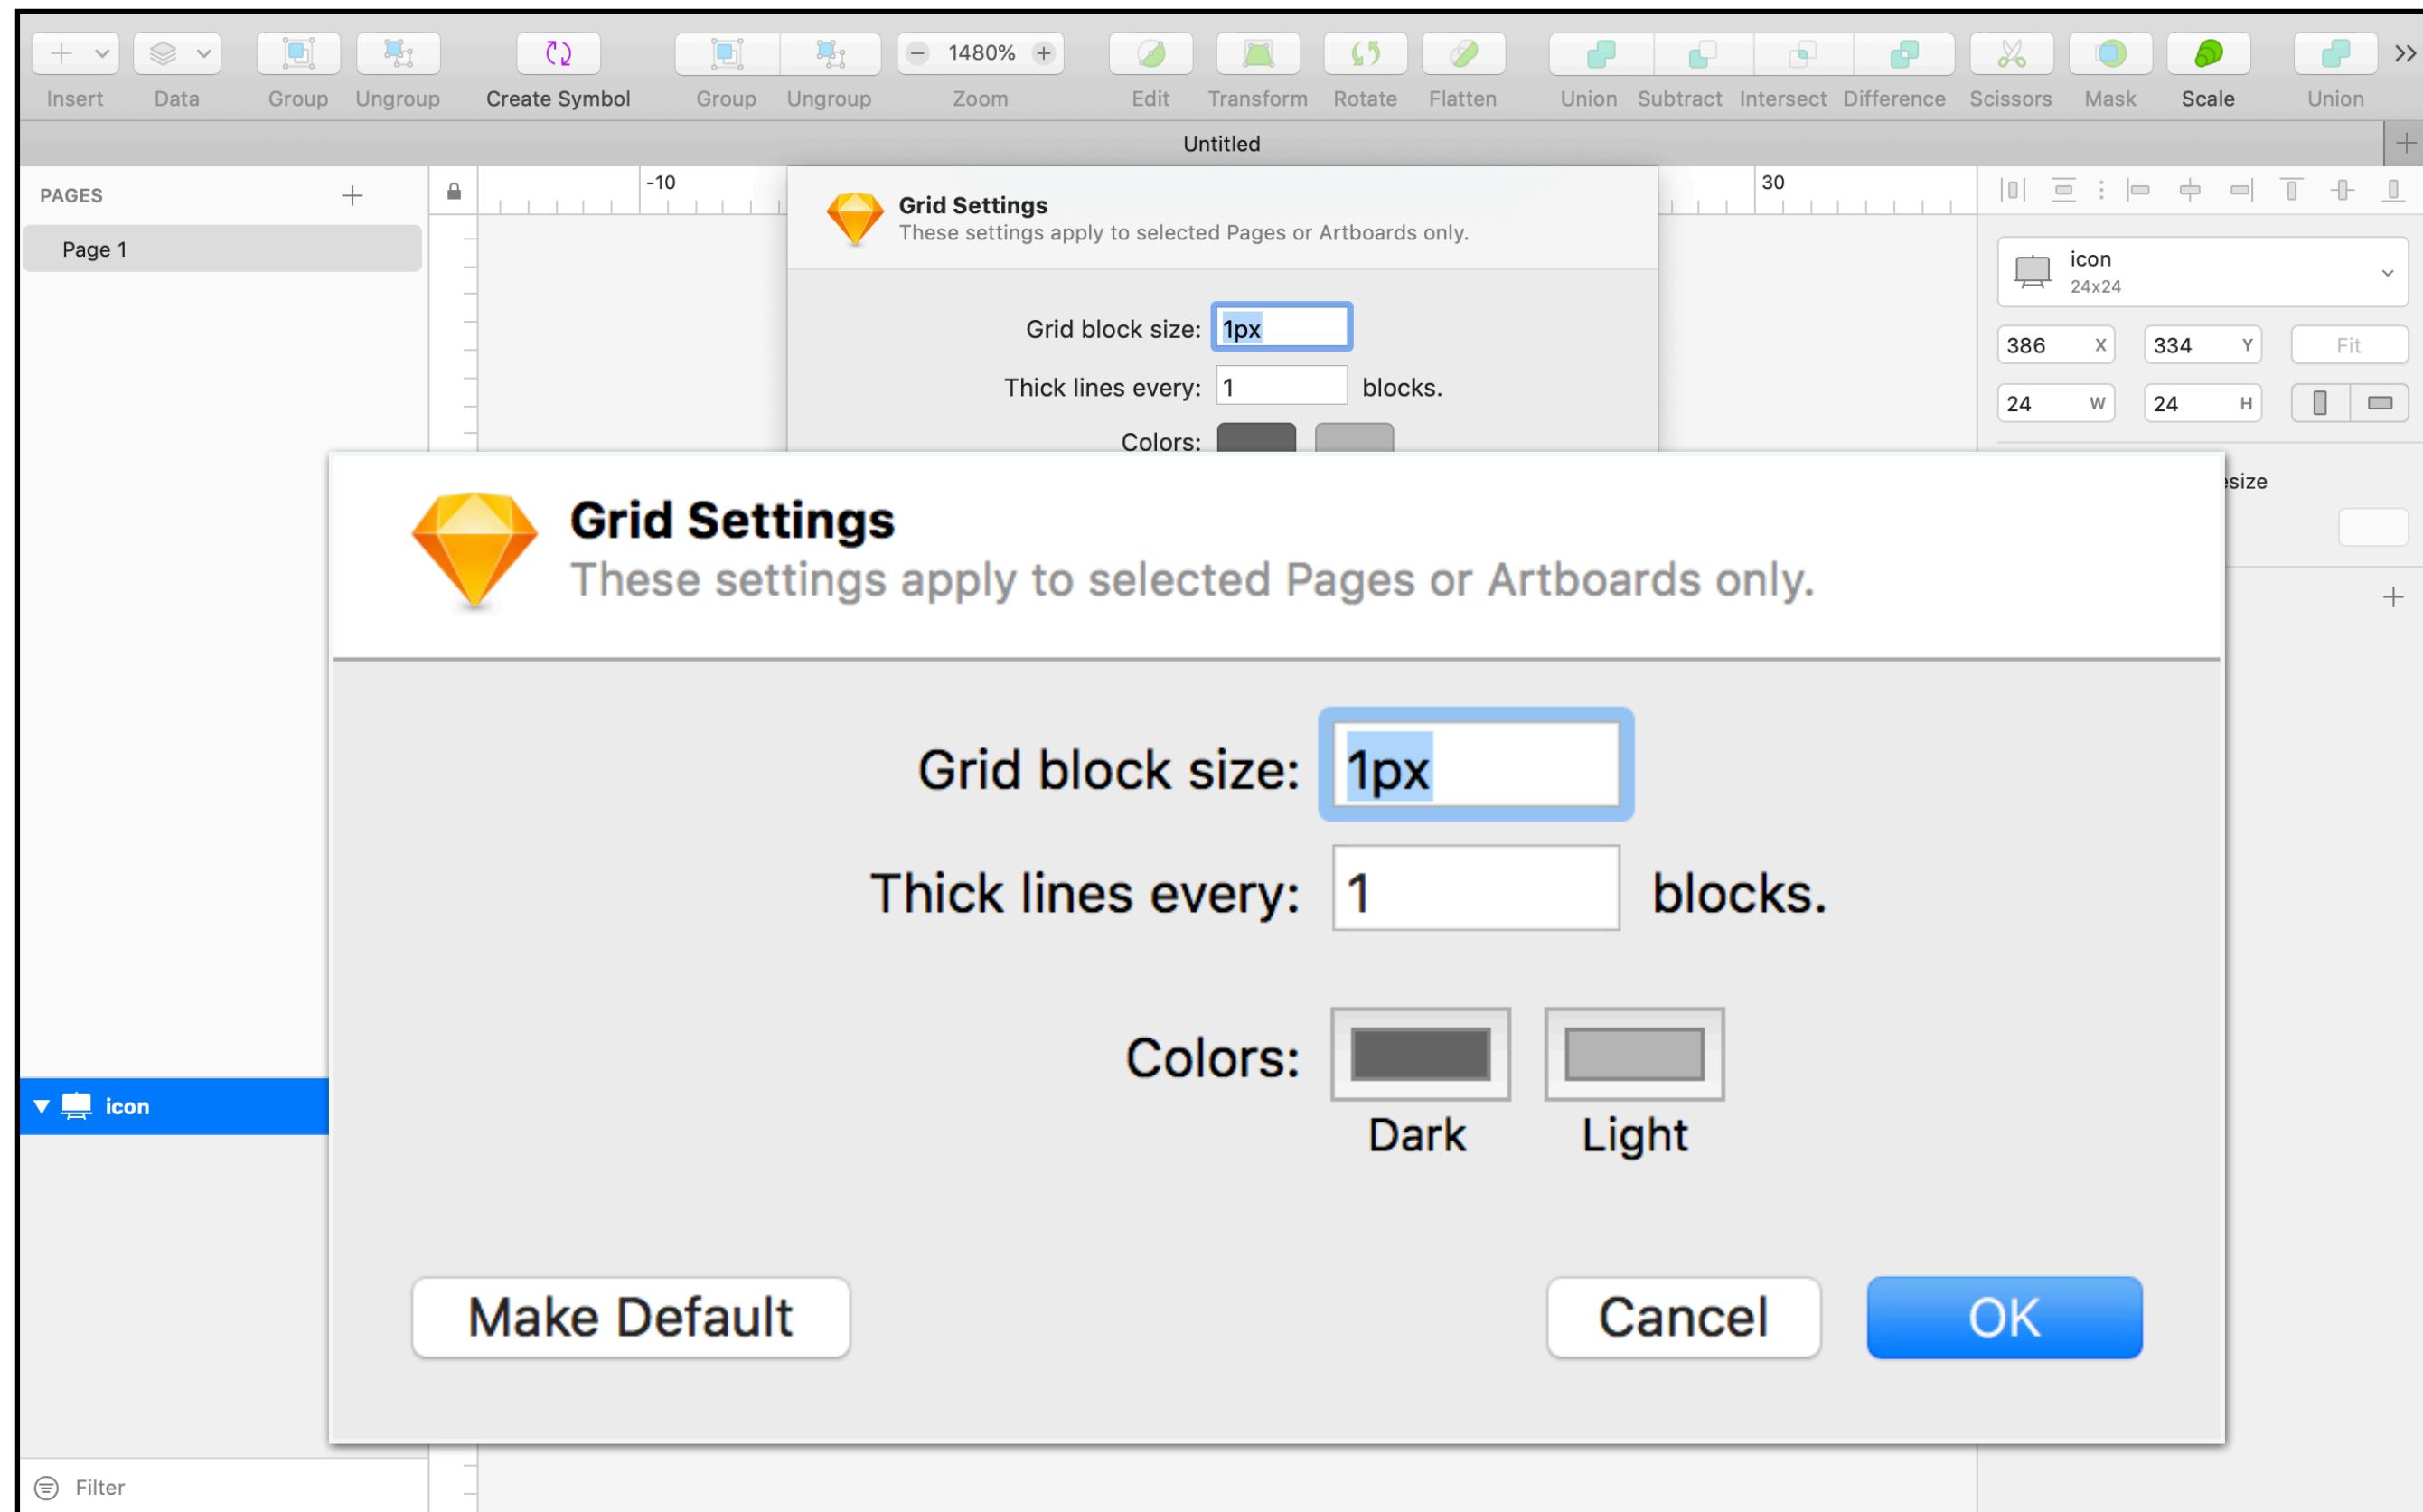 1480%
Insert Data Group Ungroup Create Symbol Group Ungroup Zoom Edit Transform Rotate Flatten Union Subtract Intersect Difference Scissors Mask Scale Union
Untitled
PAGES
Page 1
-10
30
Grid Settings
These settings apply to selected Pages or Artboards only.
Grid block size: 1px
Thick lines every: 1 blocks.
Colors:
icon
24x24
386 X 334 Y Fit
24 W 24 H
esize
Grid Settings
These settings apply to selected Pages or Artboards only.
Grid block size: 1px
Thick lines every: 1 blocks.
Colors:
Dark Light
Make Default Cancel OK
icon
Filter